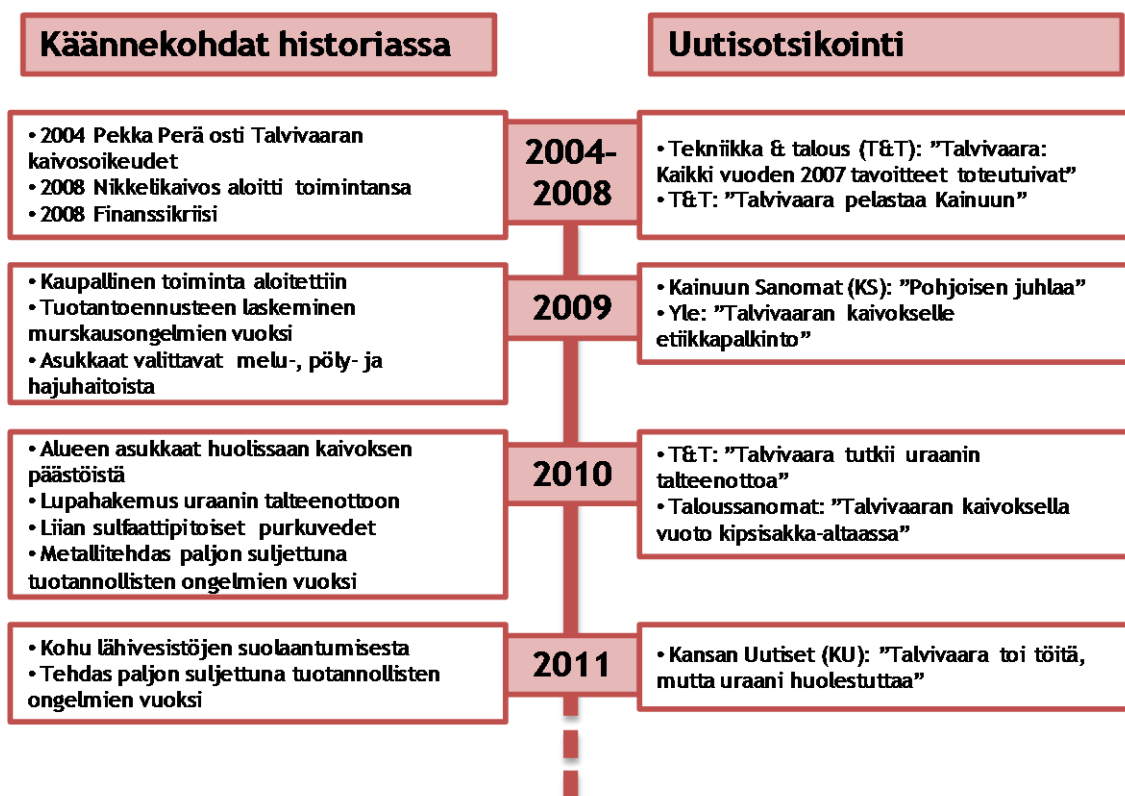 Käännekohdat historiassa
Uutisotsikointi
• 2004 Pekka Perä osti Talvivaaran
kaivosoikeudet
• 2008 Nikkelikaivos aloitti toimintansa
• 2008 Finanssikriisi
2004-
2008
• Tekniikka & talous (T&T): ”Talvivaara:
Kaikki vuoden 2007 tavoitteet toteutuivat”
• T&T: ”Talvivaara pelastaa Kainuun”
• Kaupallinen toiminta aloitettiin
• Tuotantoennusteen laskeminen
murskausongelmien vuoksi
• Asukkaat valittavat melu-, pöly- ja
hajuhaitoista
2009
• Kainuun Sanomat (KS): ”Pohjoisen juhlaa”
• Yle: ”Talvivaaran kaivokselle
etiikkapalkinto”
• Alueen asukkaat huolissaan kaivoksen
päästöistä
• Lupahakemus uraanin talteenottoon
• Liian sulfaattipitoiset purkuvedet
• Metallitehdas paljon suljettuna
tuotannollisten ongelmien vuoksi
2010
• T&T: ”Talvivaara tutkii uraanin
talteenottoa”
• Taloussanomat: ”Talvivaaran kaivoksella
vuoto kipsisakka-altaassa”
• Kohu lähivesistöjen suolaantumisesta
• Tehdas paljon suljettuna tuotannollisten
ongelmien vuoksi
2011
• Kansan Uutiset (KU): ”Talvivaara toi töitä,
mutta uraani huolestuttaa”